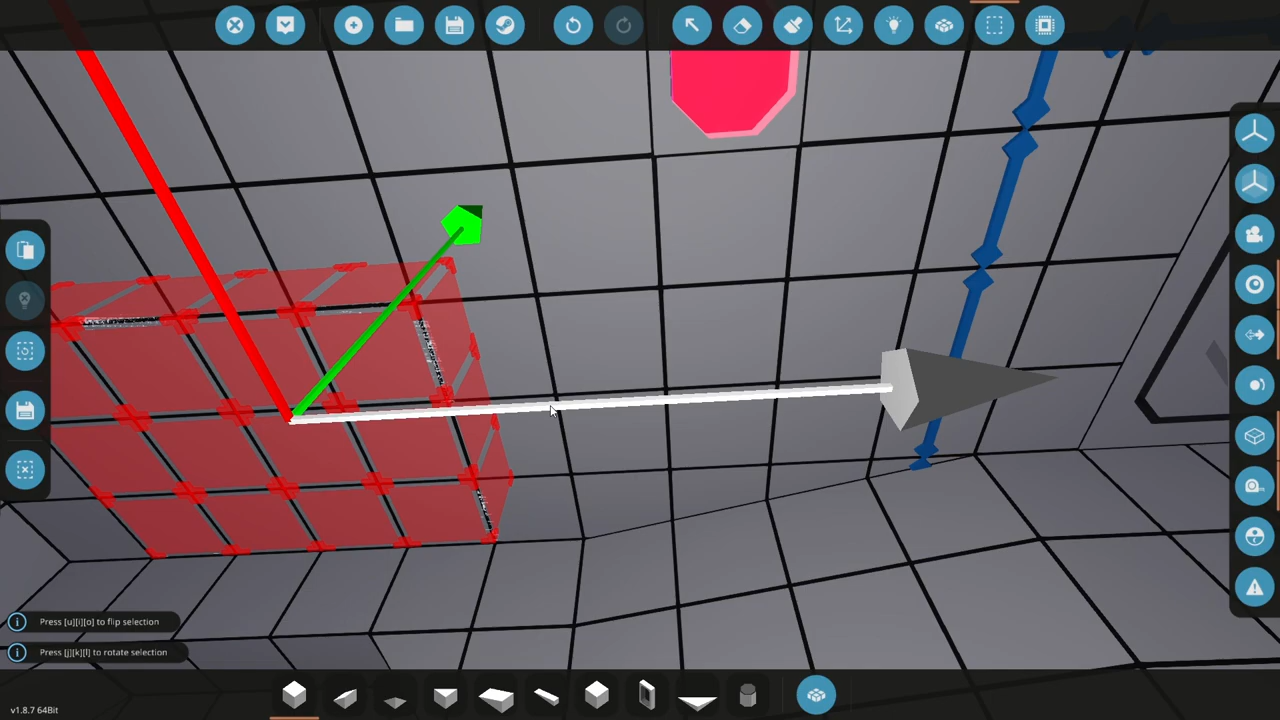 Press [u][i][o] to flip selection
Press [j][k][l] to rotate selection
v1.8.7 64Bit